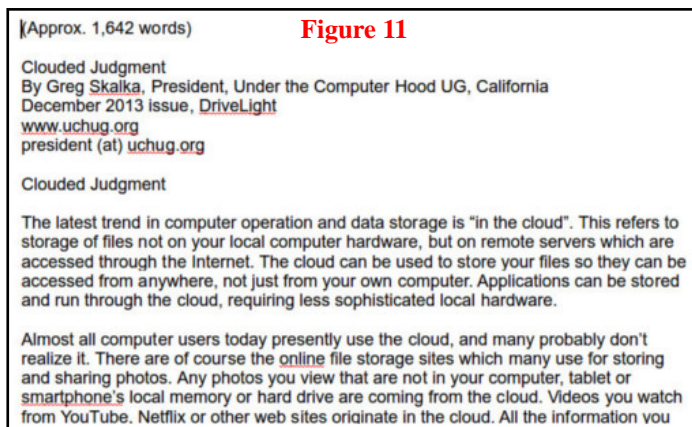 (Approx. 1,642 words) Figure 11
Clouded Judgment
By Greg Skalka, President, Under the Computer Hood UG, California
December 2013 issue, DriveLight
www.uchug.org
president (at) uchug.org
Clouded Judgment
The latest trend in computer operation and data storage is “in the cloud”. This refers to
storage of files not on your local computer hardware, but on remote servers which are
accessed through the Internet. The cloud can be used to store your files so they can be
accessed from anywhere, not just from your own computer. Applications can be stored
and run through the cloud, requiring less sophisticated local hardware.
Almost all computer users today presently use the cloud, and many probably don’t
realize it. There are of course the online file storage sites which many use for storing
and sharing photos. Any photos you view that are not in your computer, tablet or
smartphone’s local memory or hard drive are coming from the cloud. Videos you watch
from YouTube, Netflix or other web sites originate in the cloud. All the information you